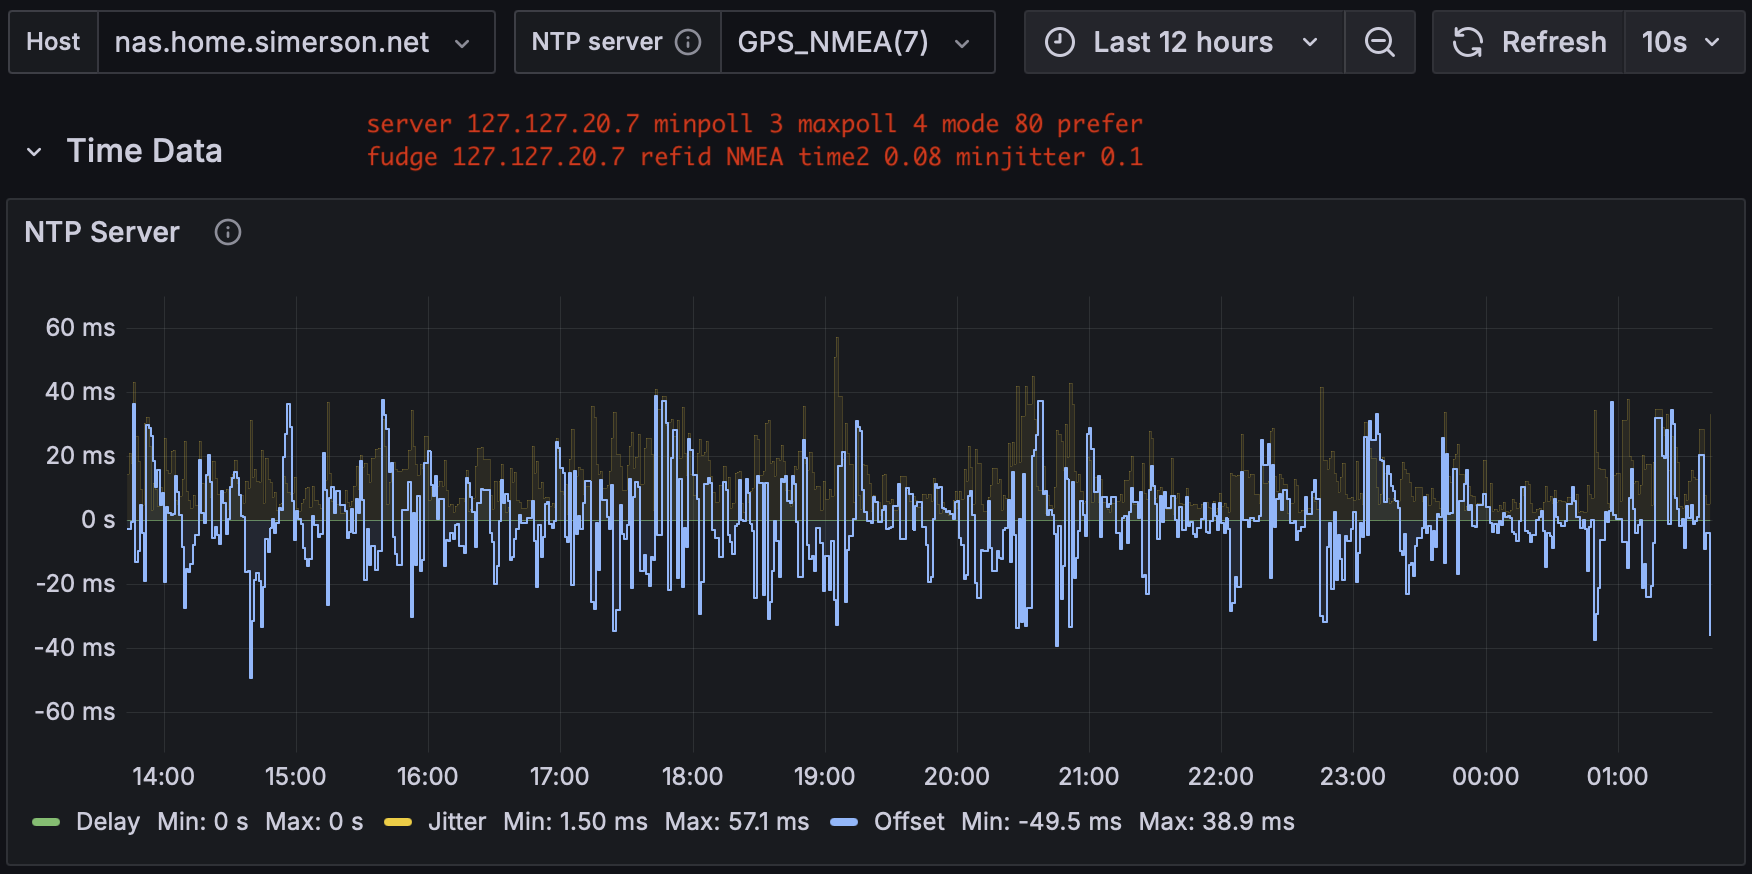 Host nas.home.simerson.net NTP server GPS_NMEA(7) Last 12 hours Refresh 10s
server 127.127.20.7 minpoll 3 maxpoll 4 mode 80 prefer
Time Data
fudge 127.127.20.7 refid NMEA time2 0.08 minjitter 0.1
NTP Server
60 ms
40 ms
20 ms
0 s
-20 ms
-40 ms
-60 ms
14:00 15:00 16:00 17:00 18:00 19:00 20:00 21:00 22:00 23:00 00:00 01:00
Delay Min: 0 s Max: 0 s Jitter Min: 1.50 ms Max: 57.1 ms Offset Min: -49.5 ms Max: 38.9 ms